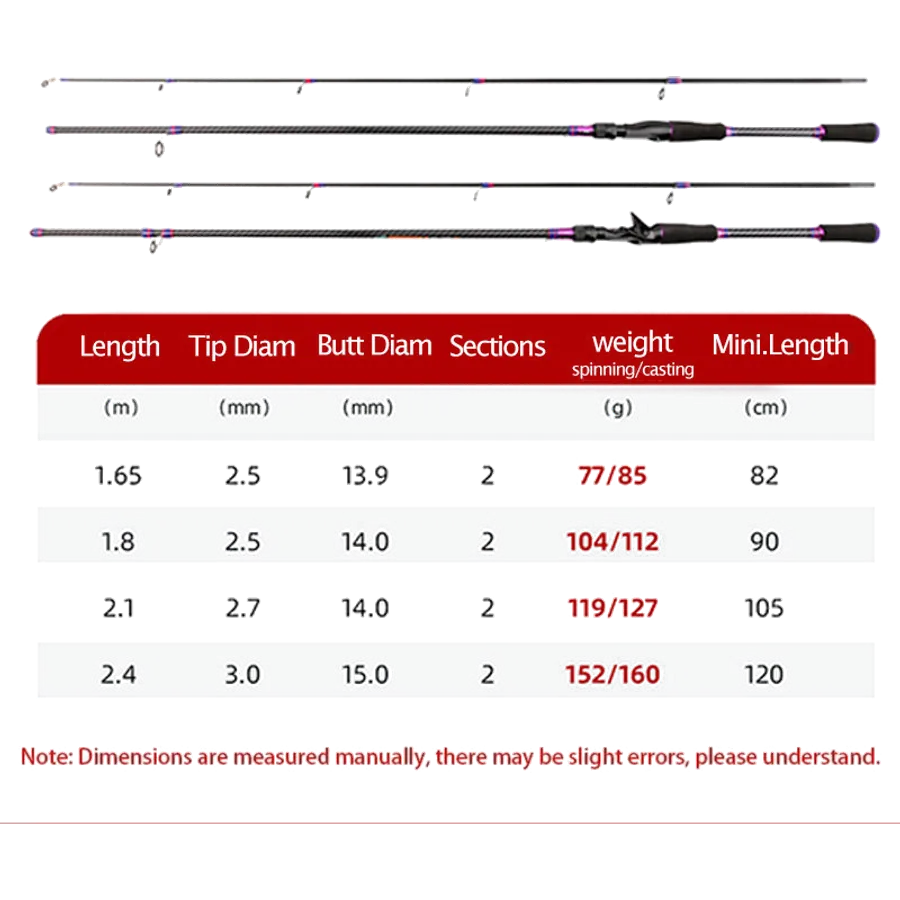 Length Tip Diam Butt Diam Sections weight spinning/casting Mini.Length
(m) (mm) (mm) (g) (cm)
1.65 2.5 13.9 2 77/85 82
1.8 2.5 14.0 2 104/112 90
2.1 2.7 14.0 2 119/127 105
2.4 3.0 15.0 2 152/160 120
Note: Dimensions are measured manually, there may be slight errors, please understand.